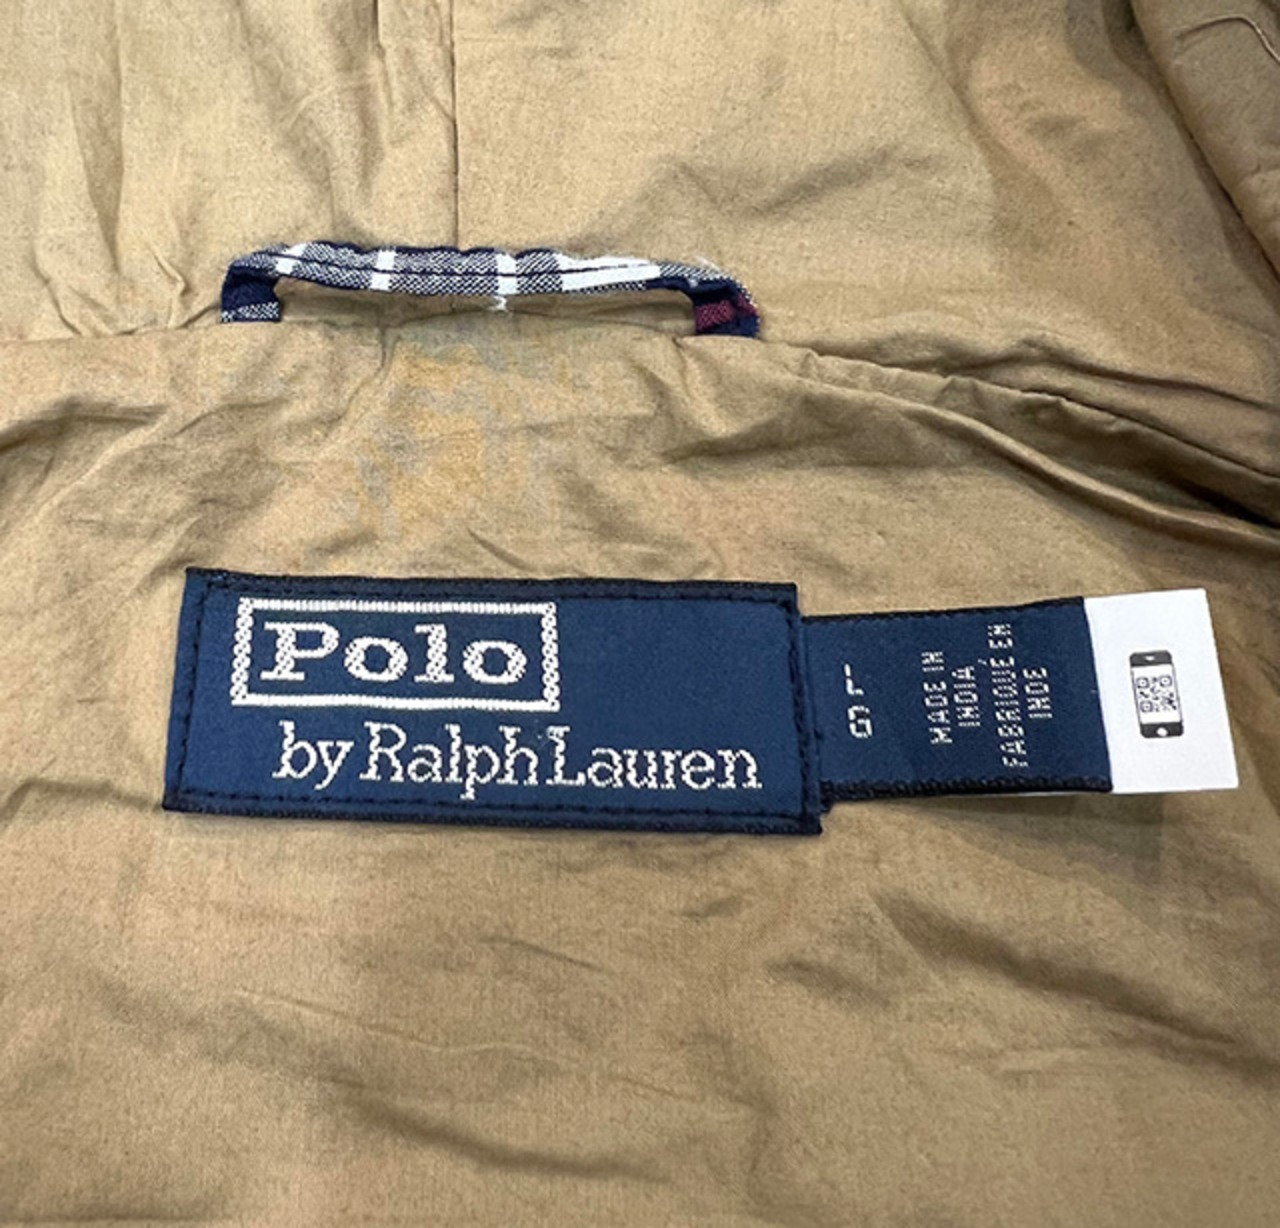 Polo
by Ralph Lauren
MADE IN
INDIA
FABRIQUÉ EN
INDE